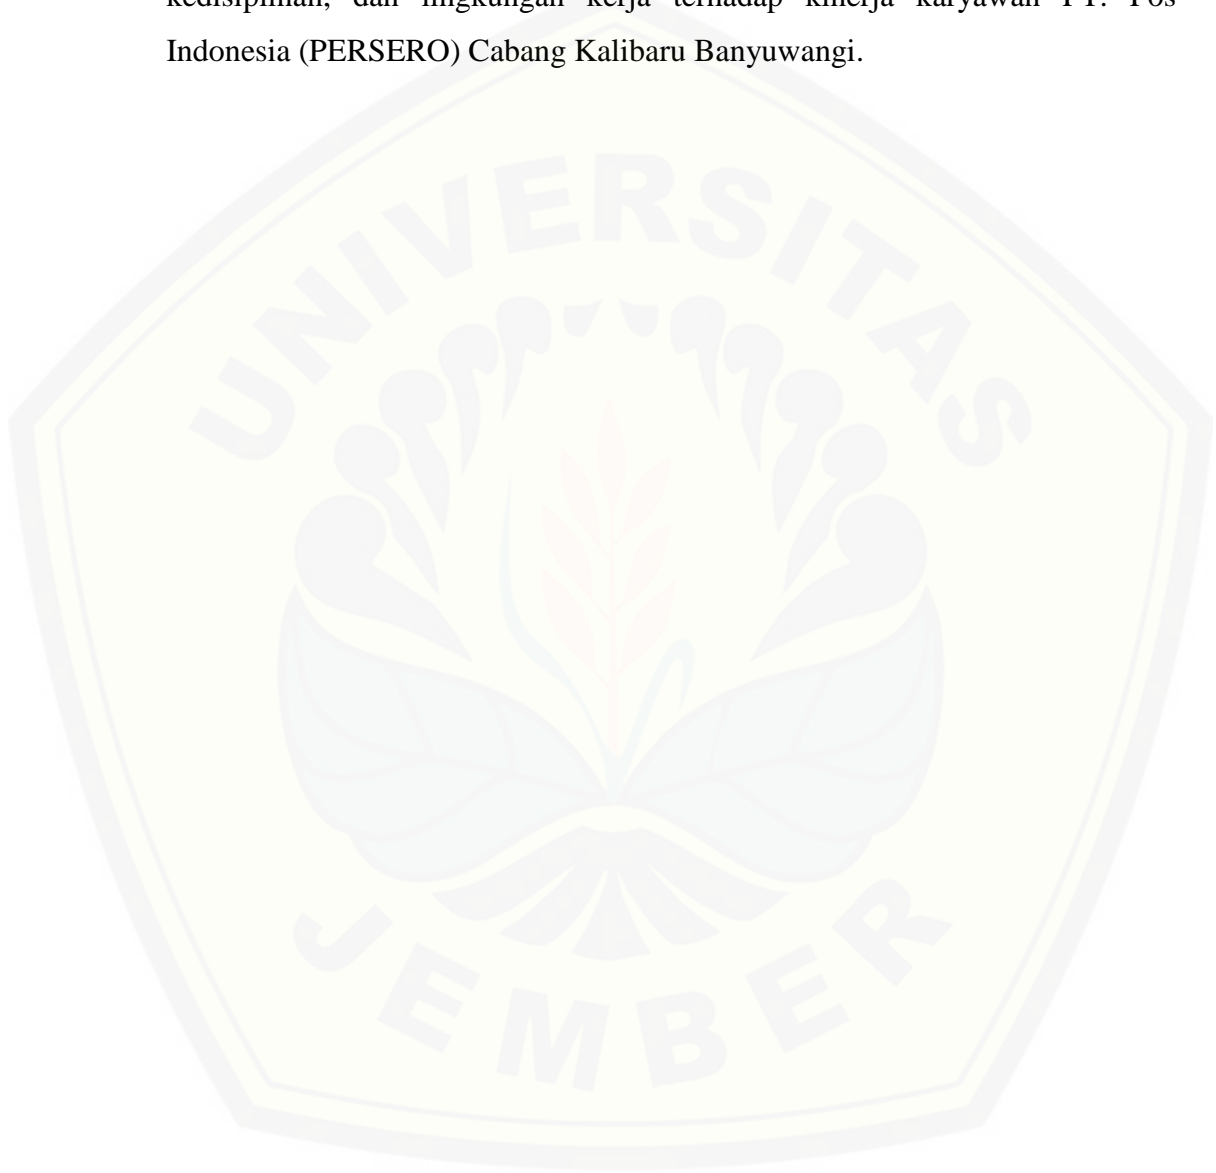 kedisiplinan, dan lingkungan kerja terhadap kinerja karyawan PT. Pos
Indonesia (PERSERO) Cabang Kalibaru Banyuwangi.
UNIVERSITAS
JEMBER